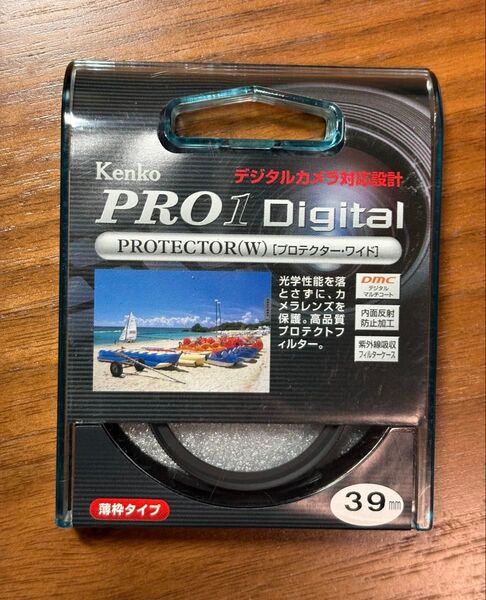 Kenko
デジタルカメラ対応設計
PRO1 Digital
PROTECTOR(W) [プロテクター・ワイド]
光学性能を落
とさずに、カ
メラレンズを
保護。高品質
プロテクトフ
ィルター。
DMC
デジタル
マルチコート
内面反射
防止加工
紫外線吸収
フィルターケース
薄枠タイプ
39mm